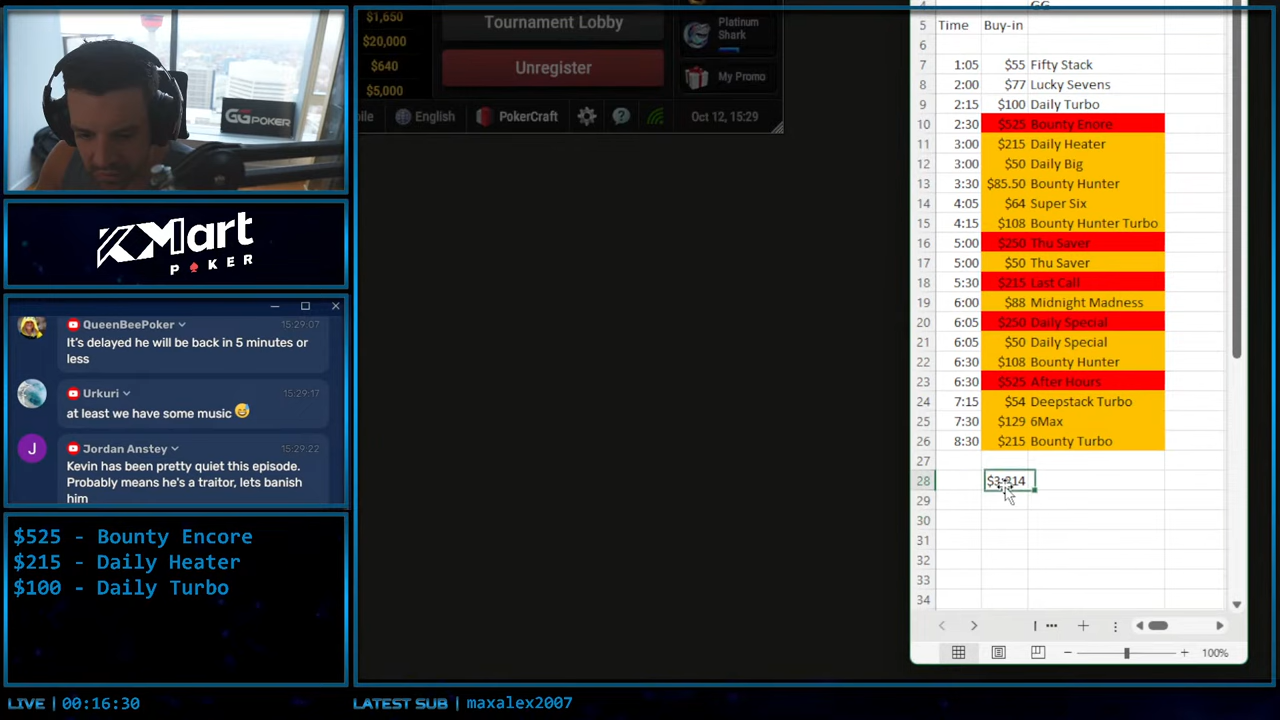 GGPOKER
KMart
POKER
QueenBeePoker 15:29:07
It's delayed he will be back in 5 minutes or
less
Urkuri 15:29:17
at least we have some music
J
Jordan Anstey 15:29:22
Kevin has been pretty quiet this episode.
Probably means he's a traitor, lets banish
him
$525 - Bounty Encore
$215 - Daily Heater
$100 - Daily Turbo
LIVE | 00:16:30
LATEST SUB | maxalex2007
$1,650
$20,000
$640
$5,000
Tournament Lobby
Unregister
Platinum
Shark
My Promo
English
PokerCraft
Oct 12, 15:29
GG
5 Time Buy-in
6
7 1:05 $55 Fifty Stack
8 2:00 $77 Lucky Sevens
9 2:15 $100 Daily Turbo
10 2:30 $525 Bounty Enore
11 3:00 $215 Daily Heater
12 3:00 $50 Daily Big
13 3:30 $85.50 Bounty Hunter
14 4:05 $64 Super Six
15 4:15 $108 Bounty Hunter Turbo
16 5:00 $250 Thu Saver
17 5:00 $50 Thu Saver
18 5:30 $215 Last Call
19 6:00 $88 Midnight Madness
20 6:05 $250 Daily Special
21 6:05 $50 Daily Special
22 6:30 $108 Bounty Hunter
23 6:30 $525 After Hours
24 7:15 $54 Deepstack Turbo
25 7:30 $129 6Max
26 8:30 $215 Bounty Turbo
27
28
29
30
31
32
33
34
100%